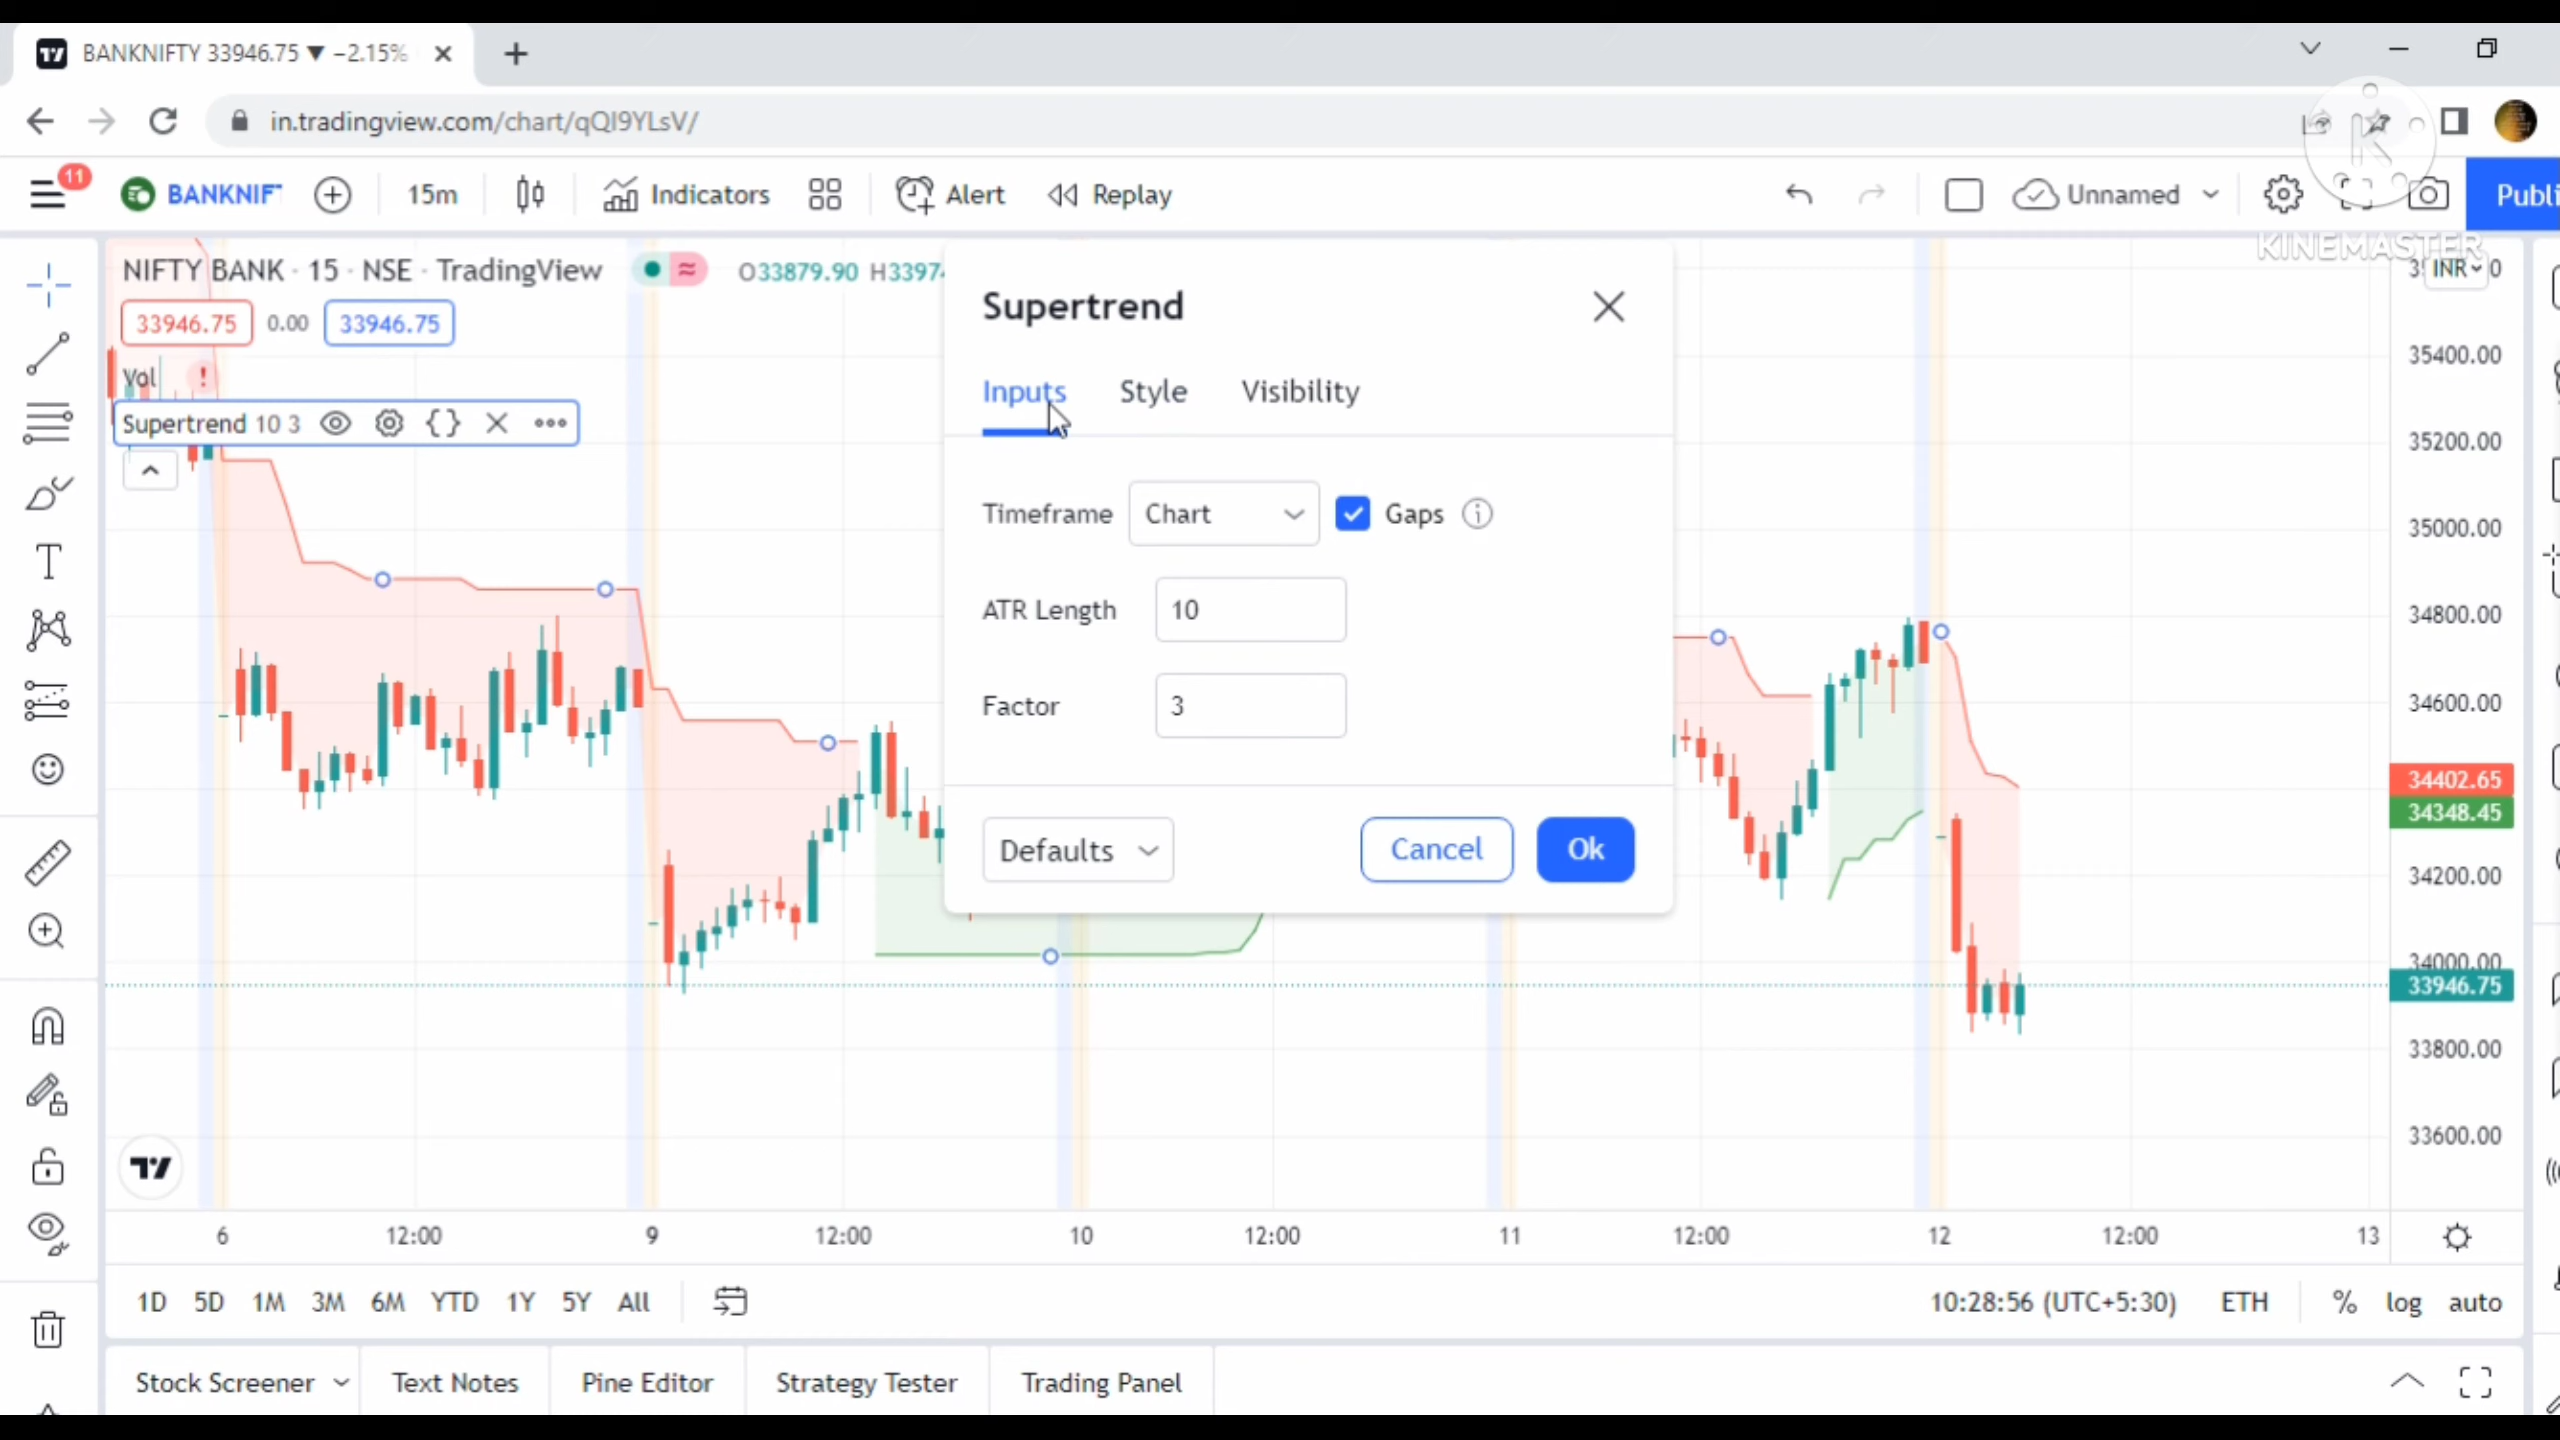 BANKNIFTY 33946.75 ▼ −2.15%
in.tradingview.com/chart/qQI9YLsV/
11
BANKNIF
15m
Indicators
Alert
Replay
Unnamed
Publi
KINEMASTER
NIFTY BANK · 15 · NSE · TradingView
O33879.90 H3397
33946.75 0.00 33946.75
Vol
Supertrend 10 3
Supertrend
Inputs Style Visibility
Timeframe Chart Gaps
ATR Length 10
Factor 3
Defaults Cancel Ok
INR
35400.00
35200.00
35000.00
34800.00
34600.00
34402.65
34348.45
34200.00
34000.00
33946.75
33800.00
33600.00
6 12:00 9 12:00 10 12:00 11 12:00 12 12:00 13
1D 5D 1M 3M 6M YTD 1Y 5Y All
10:28:56 (UTC+5:30) ETH % log auto
Stock Screener Text Notes Pine Editor Strategy Tester Trading Panel